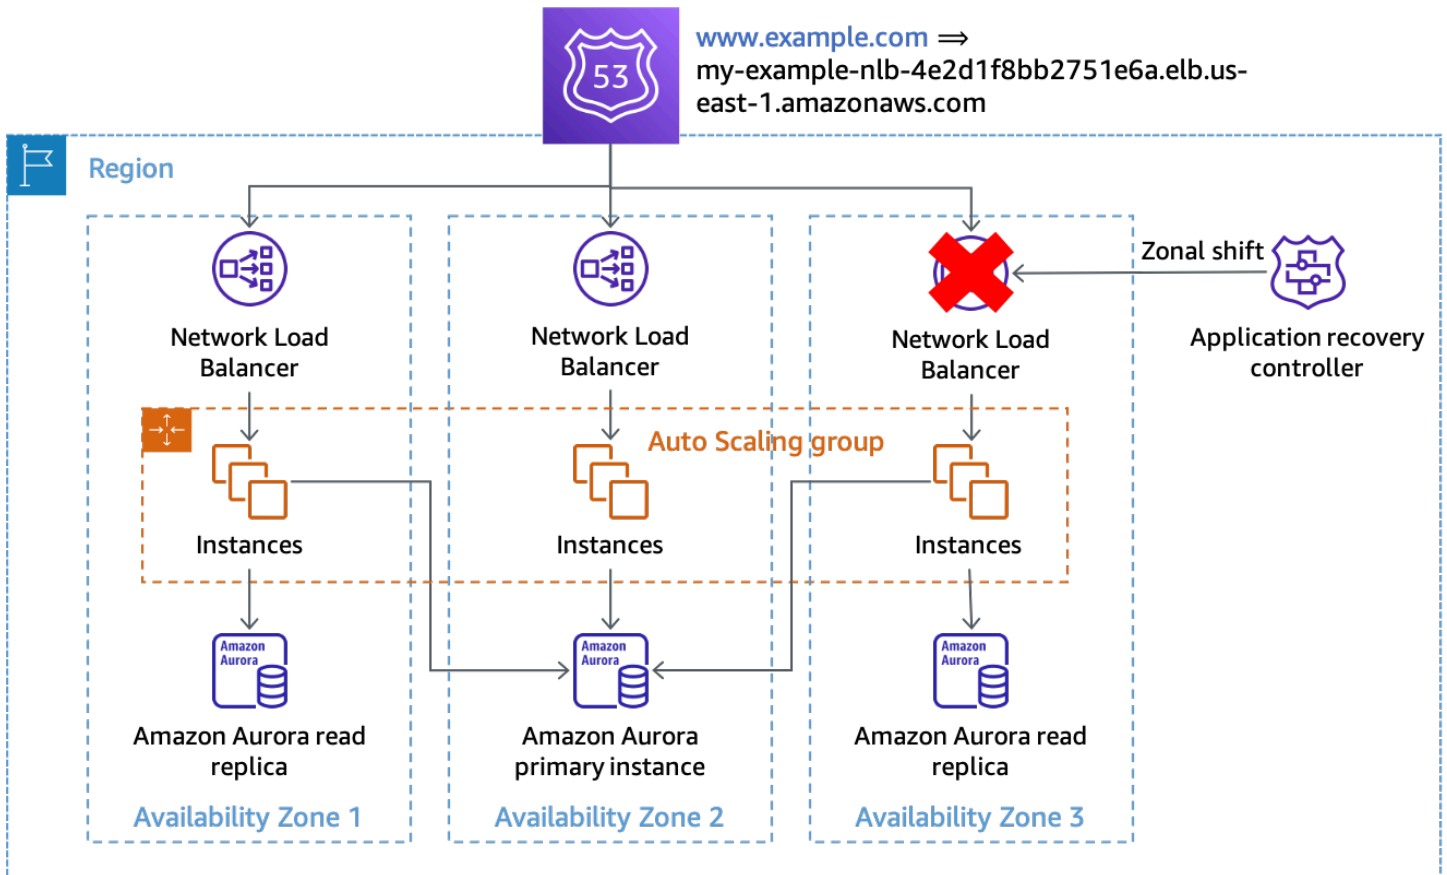 53
www.example.com ⟹
my-example-nlb-4e2d1f8bb2751e6a.elb.us-
east-1.amazonaws.com
Region
Zonal shift
Network Load
Balancer
Network Load
Balancer
Network Load
Balancer
Application recovery
controller
Auto Scaling group
Instances
Instances
Instances
Amazon
Aurora
Amazon
Aurora
Amazon
Aurora
Amazon Aurora read
replica
Amazon Aurora
primary instance
Amazon Aurora read
replica
Availability Zone 1
Availability Zone 2
Availability Zone 3